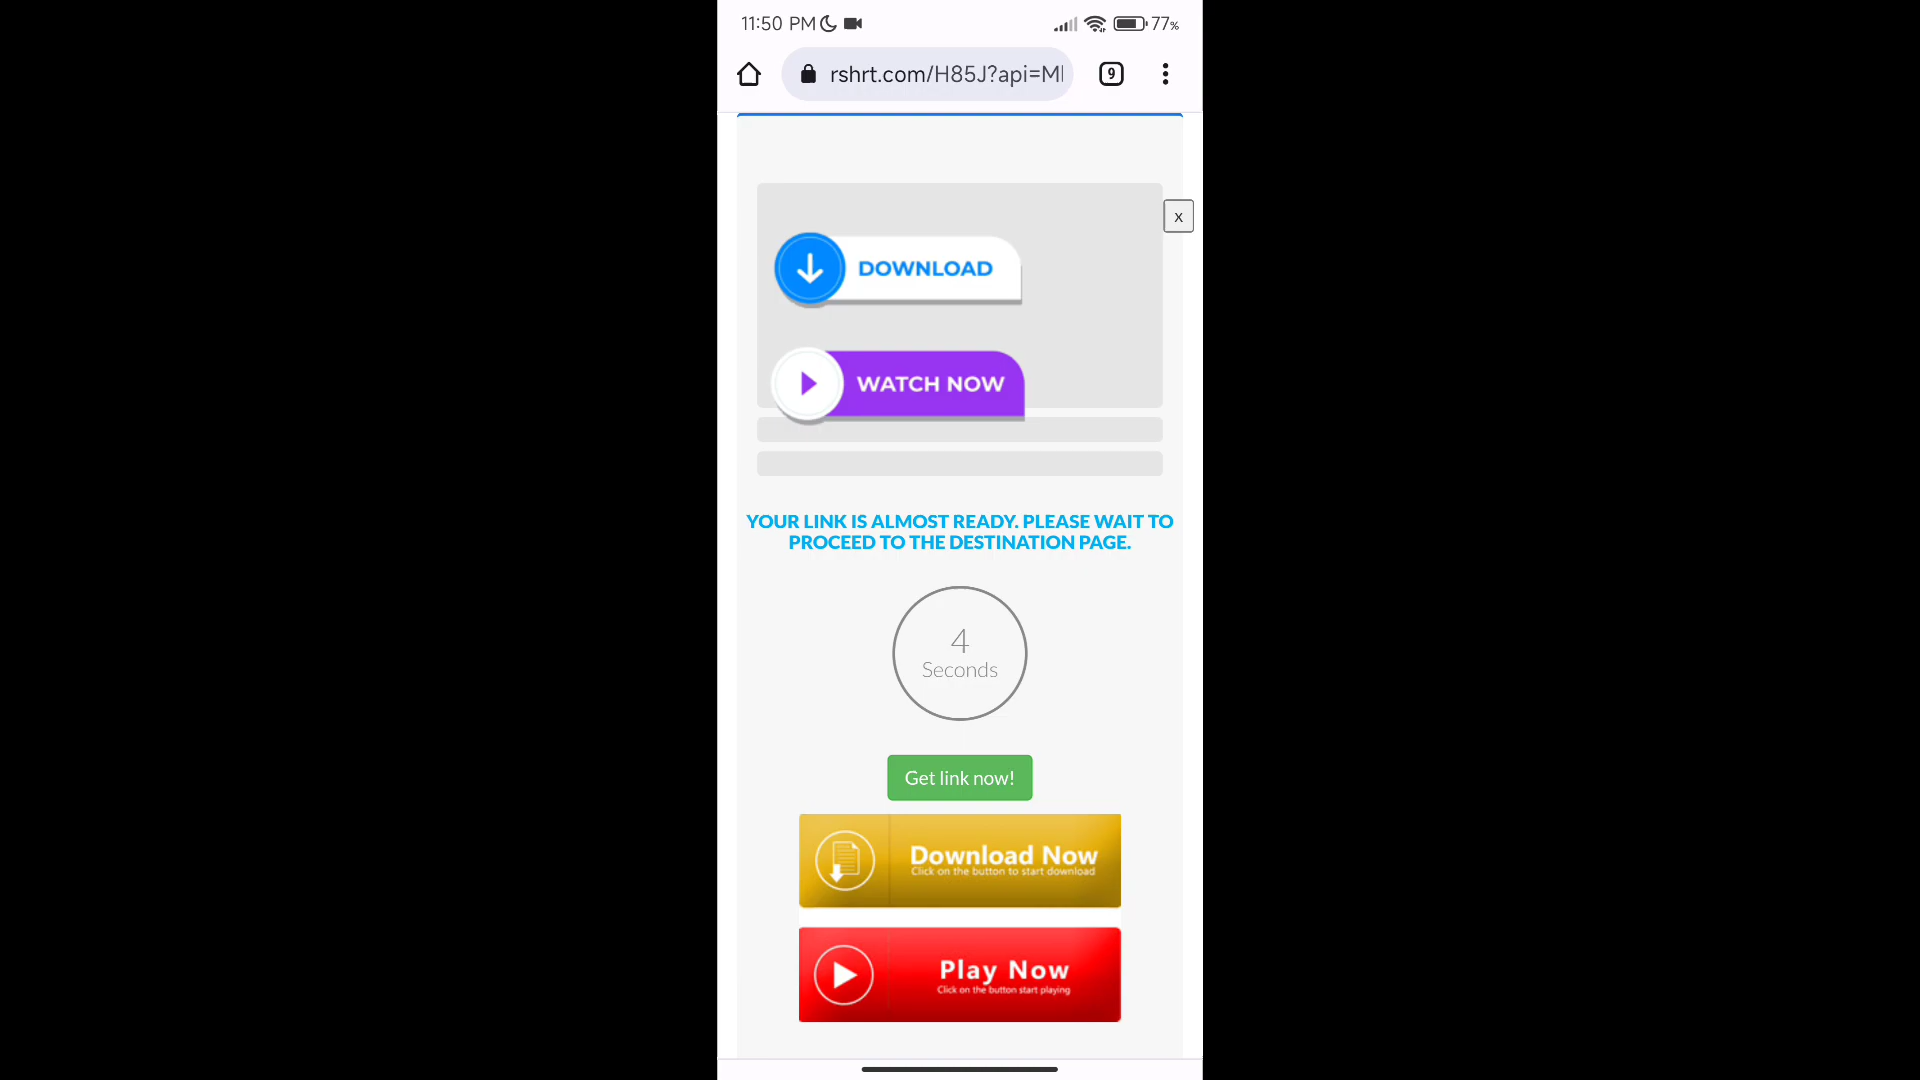 11:50 PM
77%
rshrt.com/H85J?api=M
9
x
DOWNLOAD
WATCH NOW
YOUR LINK IS ALMOST READY. PLEASE WAIT TO
PROCEED TO THE DESTINATION PAGE.
4
Seconds
Get link now!
Download Now
Click on the button to start download
Play Now
Click on the button start playing